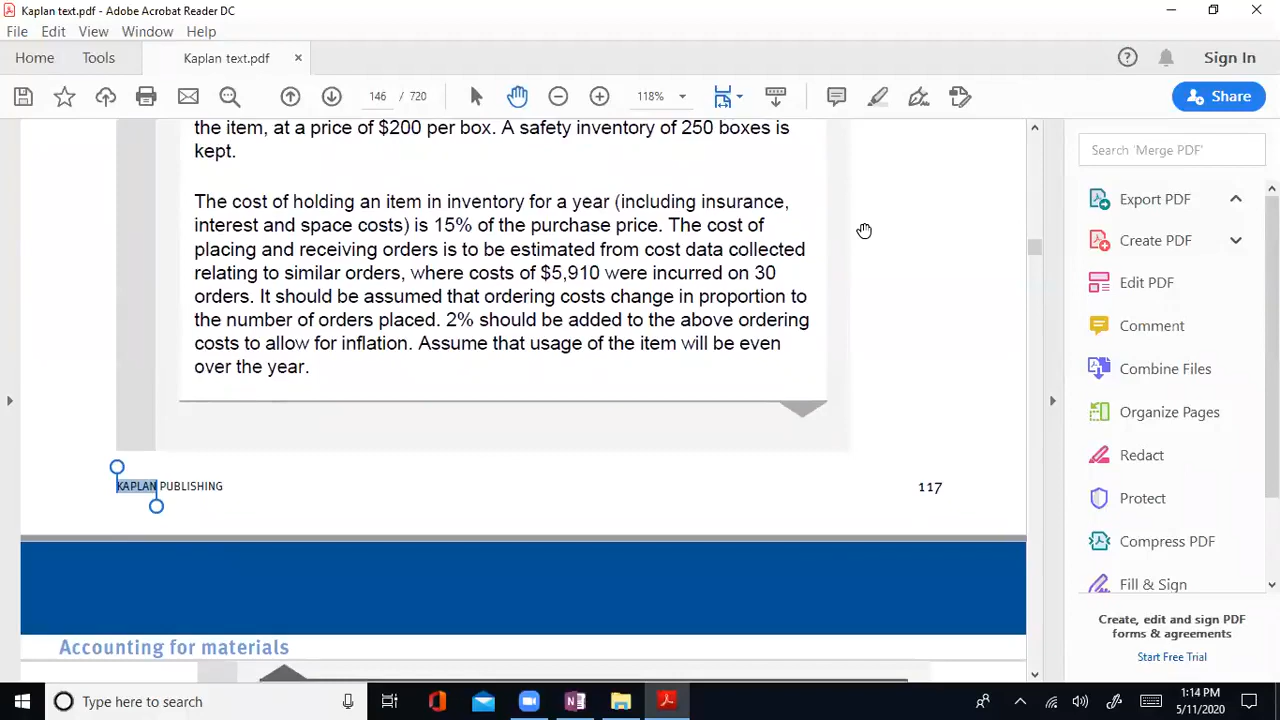 Kaplan text.pdf - Adobe Acrobat Reader DC
File Edit View Window Help
Home Tools Kaplan text.pdf × Sign In
146 / 720 118% Share
the item, at a price of $200 per box. A safety inventory of 250 boxes is
kept.
The cost of holding an item in inventory for a year (including insurance,
interest and space costs) is 15% of the purchase price. The cost of
placing and receiving orders is to be estimated from cost data collected
relating to similar orders, where costs of $5,910 were incurred on 30
orders. It should be assumed that ordering costs change in proportion to
the number of orders placed. 2% should be added to the above ordering
costs to allow for inflation. Assume that usage of the item will be even
over the year.
KAPLAN PUBLISHING 117
Accounting for materials
Search 'Merge PDF'
Export PDF
Create PDF
Edit PDF
Comment
Combine Files
Organize Pages
Redact
Protect
Compress PDF
Fill & Sign
Create, edit and sign PDF
forms & agreements
Start Free Trial
Type here to search
1:14 PM
5/11/2020